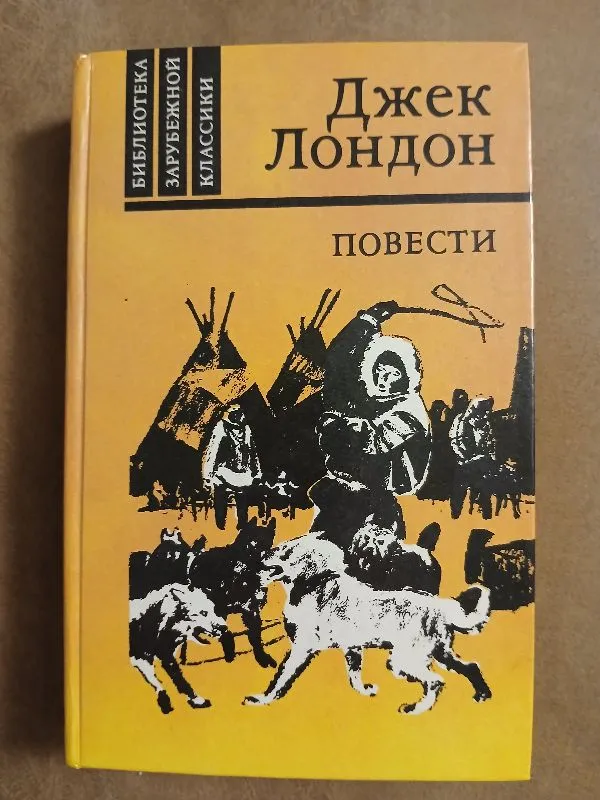 БИБЛИОТЕКА
ЗАРУБЕЖНОЙ
КЛАССИКИ
Джек
Лондон
ПОВЕСТИ